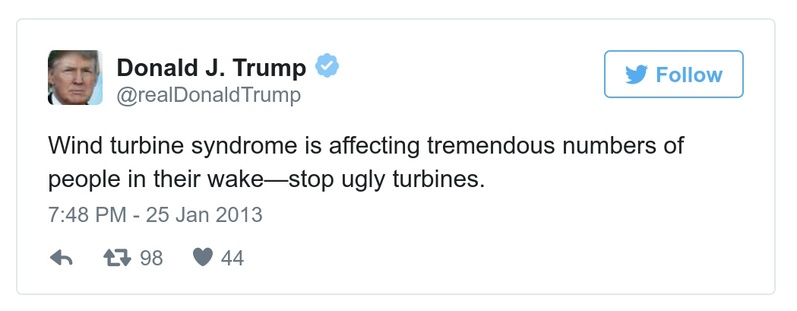 Donald J. Trump
@realDonaldTrump
Follow
Wind turbine syndrome is affecting tremendous numbers of
people in their wake—stop ugly turbines.
7:48 PM - 25 Jan 2013
98 44